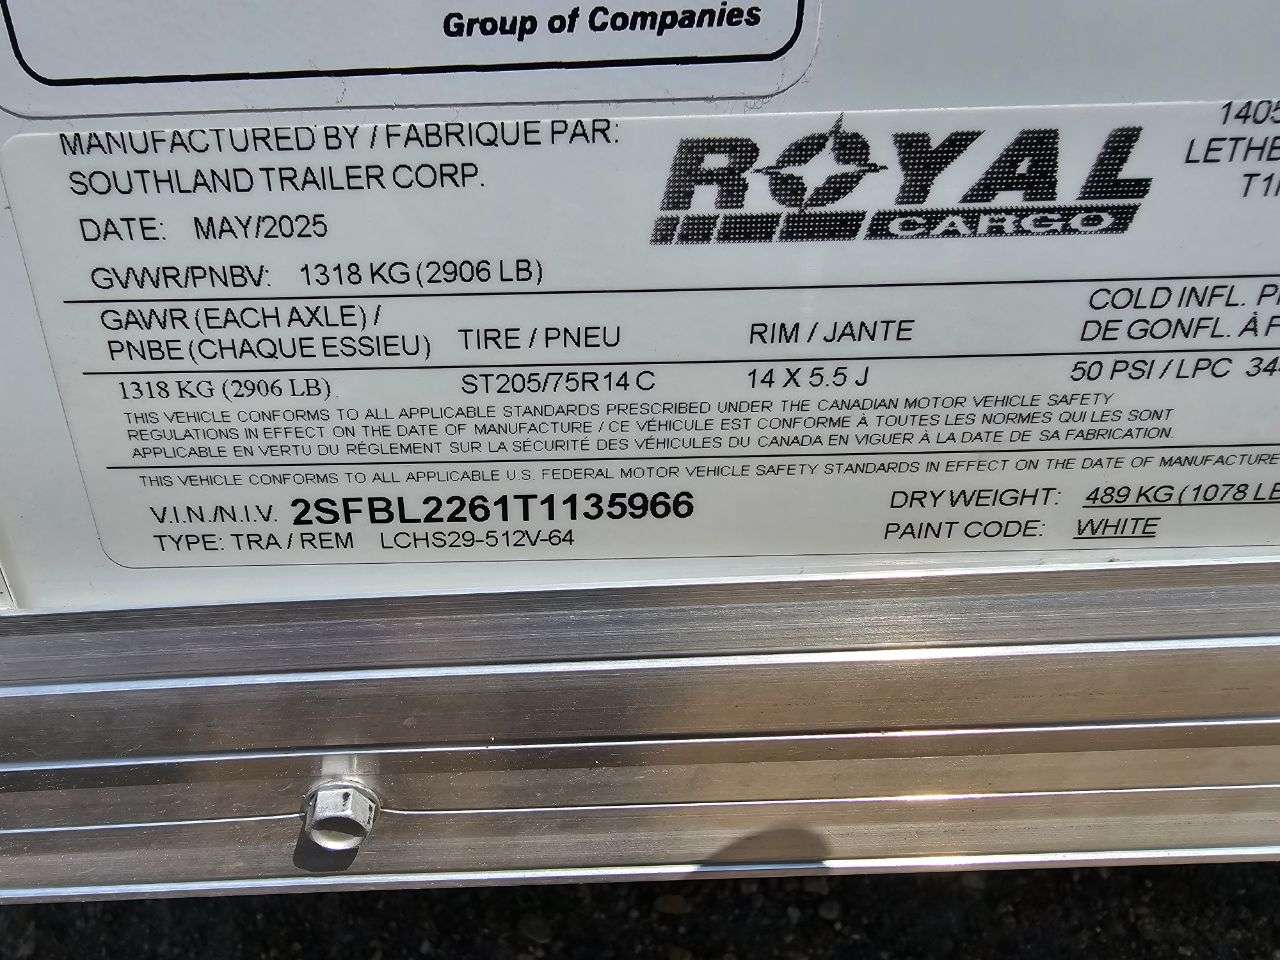 Group of Companies
MANUFACTURED BY / FABRIQUE PAR:
SOUTHLAND TRAILER CORP.
DATE: MAY/2025
GVWR/PNBV: 1318 KG (2906 LB)
ROYAL
CARGO
1405
LETHB
T1
GAWR (EACH AXLE) /
PNBE (CHAQUE ESSIEU)
TIRE / PNEU
RIM / JANTE
COLD INFL. P
DE GONFL. À F
1318 KG (2906 LB)
ST205/75R14 C
14 X 5.5 J
50 PSI / LPC 34
THIS VEHICLE CONFORMS TO ALL APPLICABLE STANDARDS PRESCRIBED UNDER THE CANADIAN MOTOR VEHICLE SAFETY
REGULATIONS IN EFFECT ON THE DATE OF MANUFACTURE / CE VÉHICULE EST CONFORME À TOUTES LES NORMES QUI LES SONT
APPLICABLE EN VERTU DU RÉGLEMENT SUR LA SÉCURITÉ DES VÉHICULES DU CANADA EN VIGUER À LA DATE DE SA FABRICATION.
THIS VEHICLE CONFORMS TO ALL APPLICABLE U.S. FEDERAL MOTOR VEHICLE SAFETY STANDARDS IN EFFECT ON THE DATE OF MANUFACTURE
V.I.N./N.I.V. 2SFBL2261T1135966
TYPE: TRA / REM LCHS29-512V-64
DRY WEIGHT: 489 KG (1078 LB
PAINT CODE: WHITE